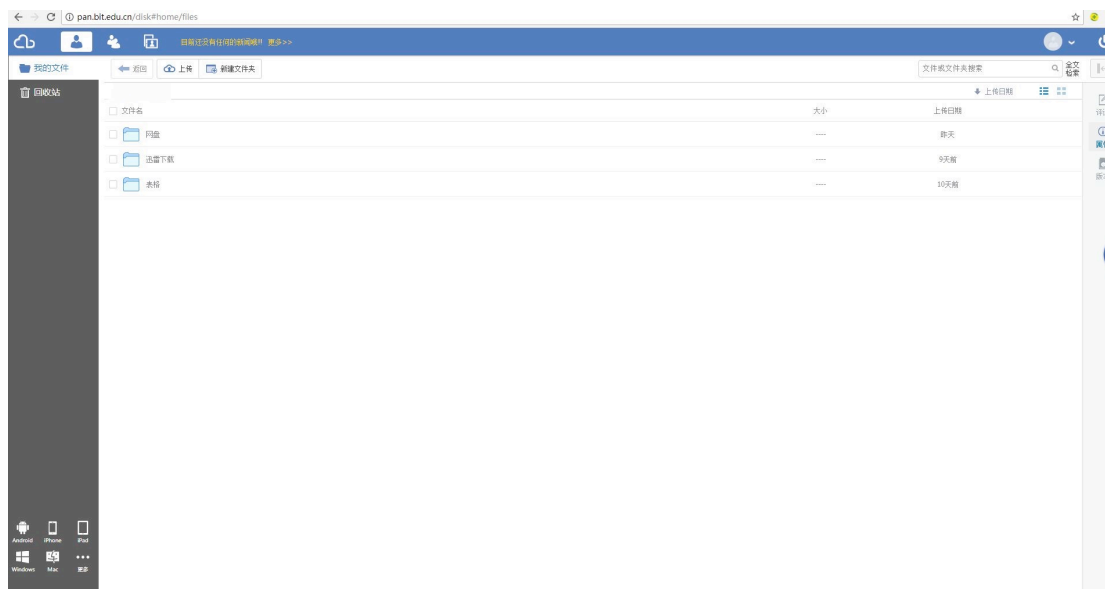 pan.bit.edu.cn/disk#home/files
目前还没有任何的新闻哦!! 更多>>
我的文件
返回 上传 新建文件夹
文件或文件夹搜索
全文检索
回收站
上传日期
文件名 大小 上传日期
网盘 ---- 昨天
迅雷下载 ---- 9天前
表格 ---- 10天前
Android iPhone iPad
Windows Mac 更多